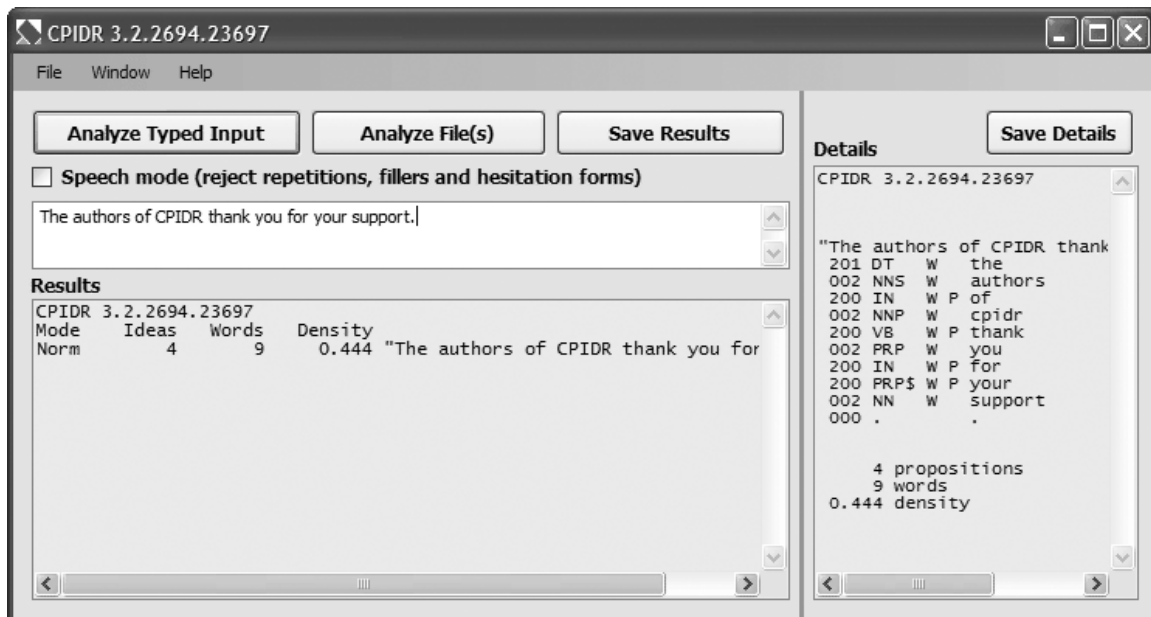 CPIDR 3.2.2694.23697
File Window Help
Analyze Typed Input Analyze File(s) Save Results
Speech mode (reject repetitions, fillers and hesitation forms)
The authors of CPIDR thank you for your support.
Results
CPIDR 3.2.2694.23697
Mode Ideas Words Density
Norm 4 9 0.444 "The authors of CPIDR thank you for
Details Save Details
CPIDR 3.2.2694.23697
"The authors of CPIDR thank
201 DT W the
002 NNS W authors
200 IN W P of
002 NNP W cpidr
200 VB W P thank
002 PRP W you
200 IN W P for
200 PRP$ W P your
002 NN W support
000 . .
4 propositions
9 words
0.444 density